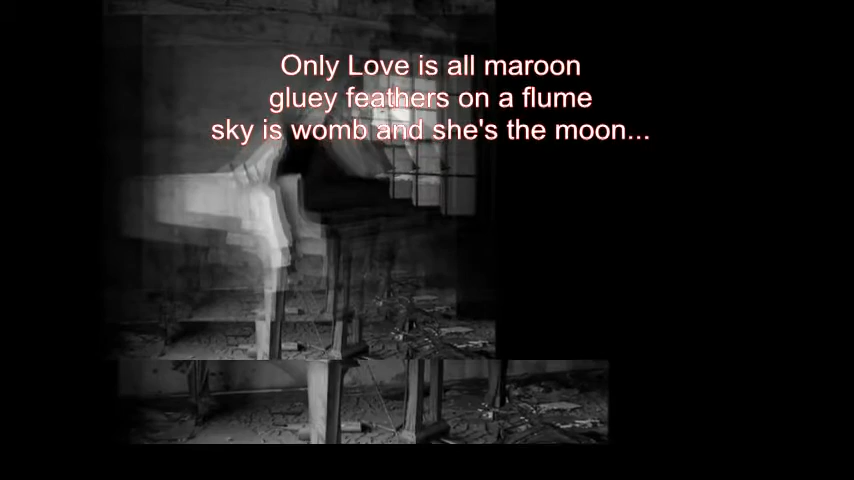 Only Love is all maroon
gluey feathers on a flume
sky is womb and she's the moon...